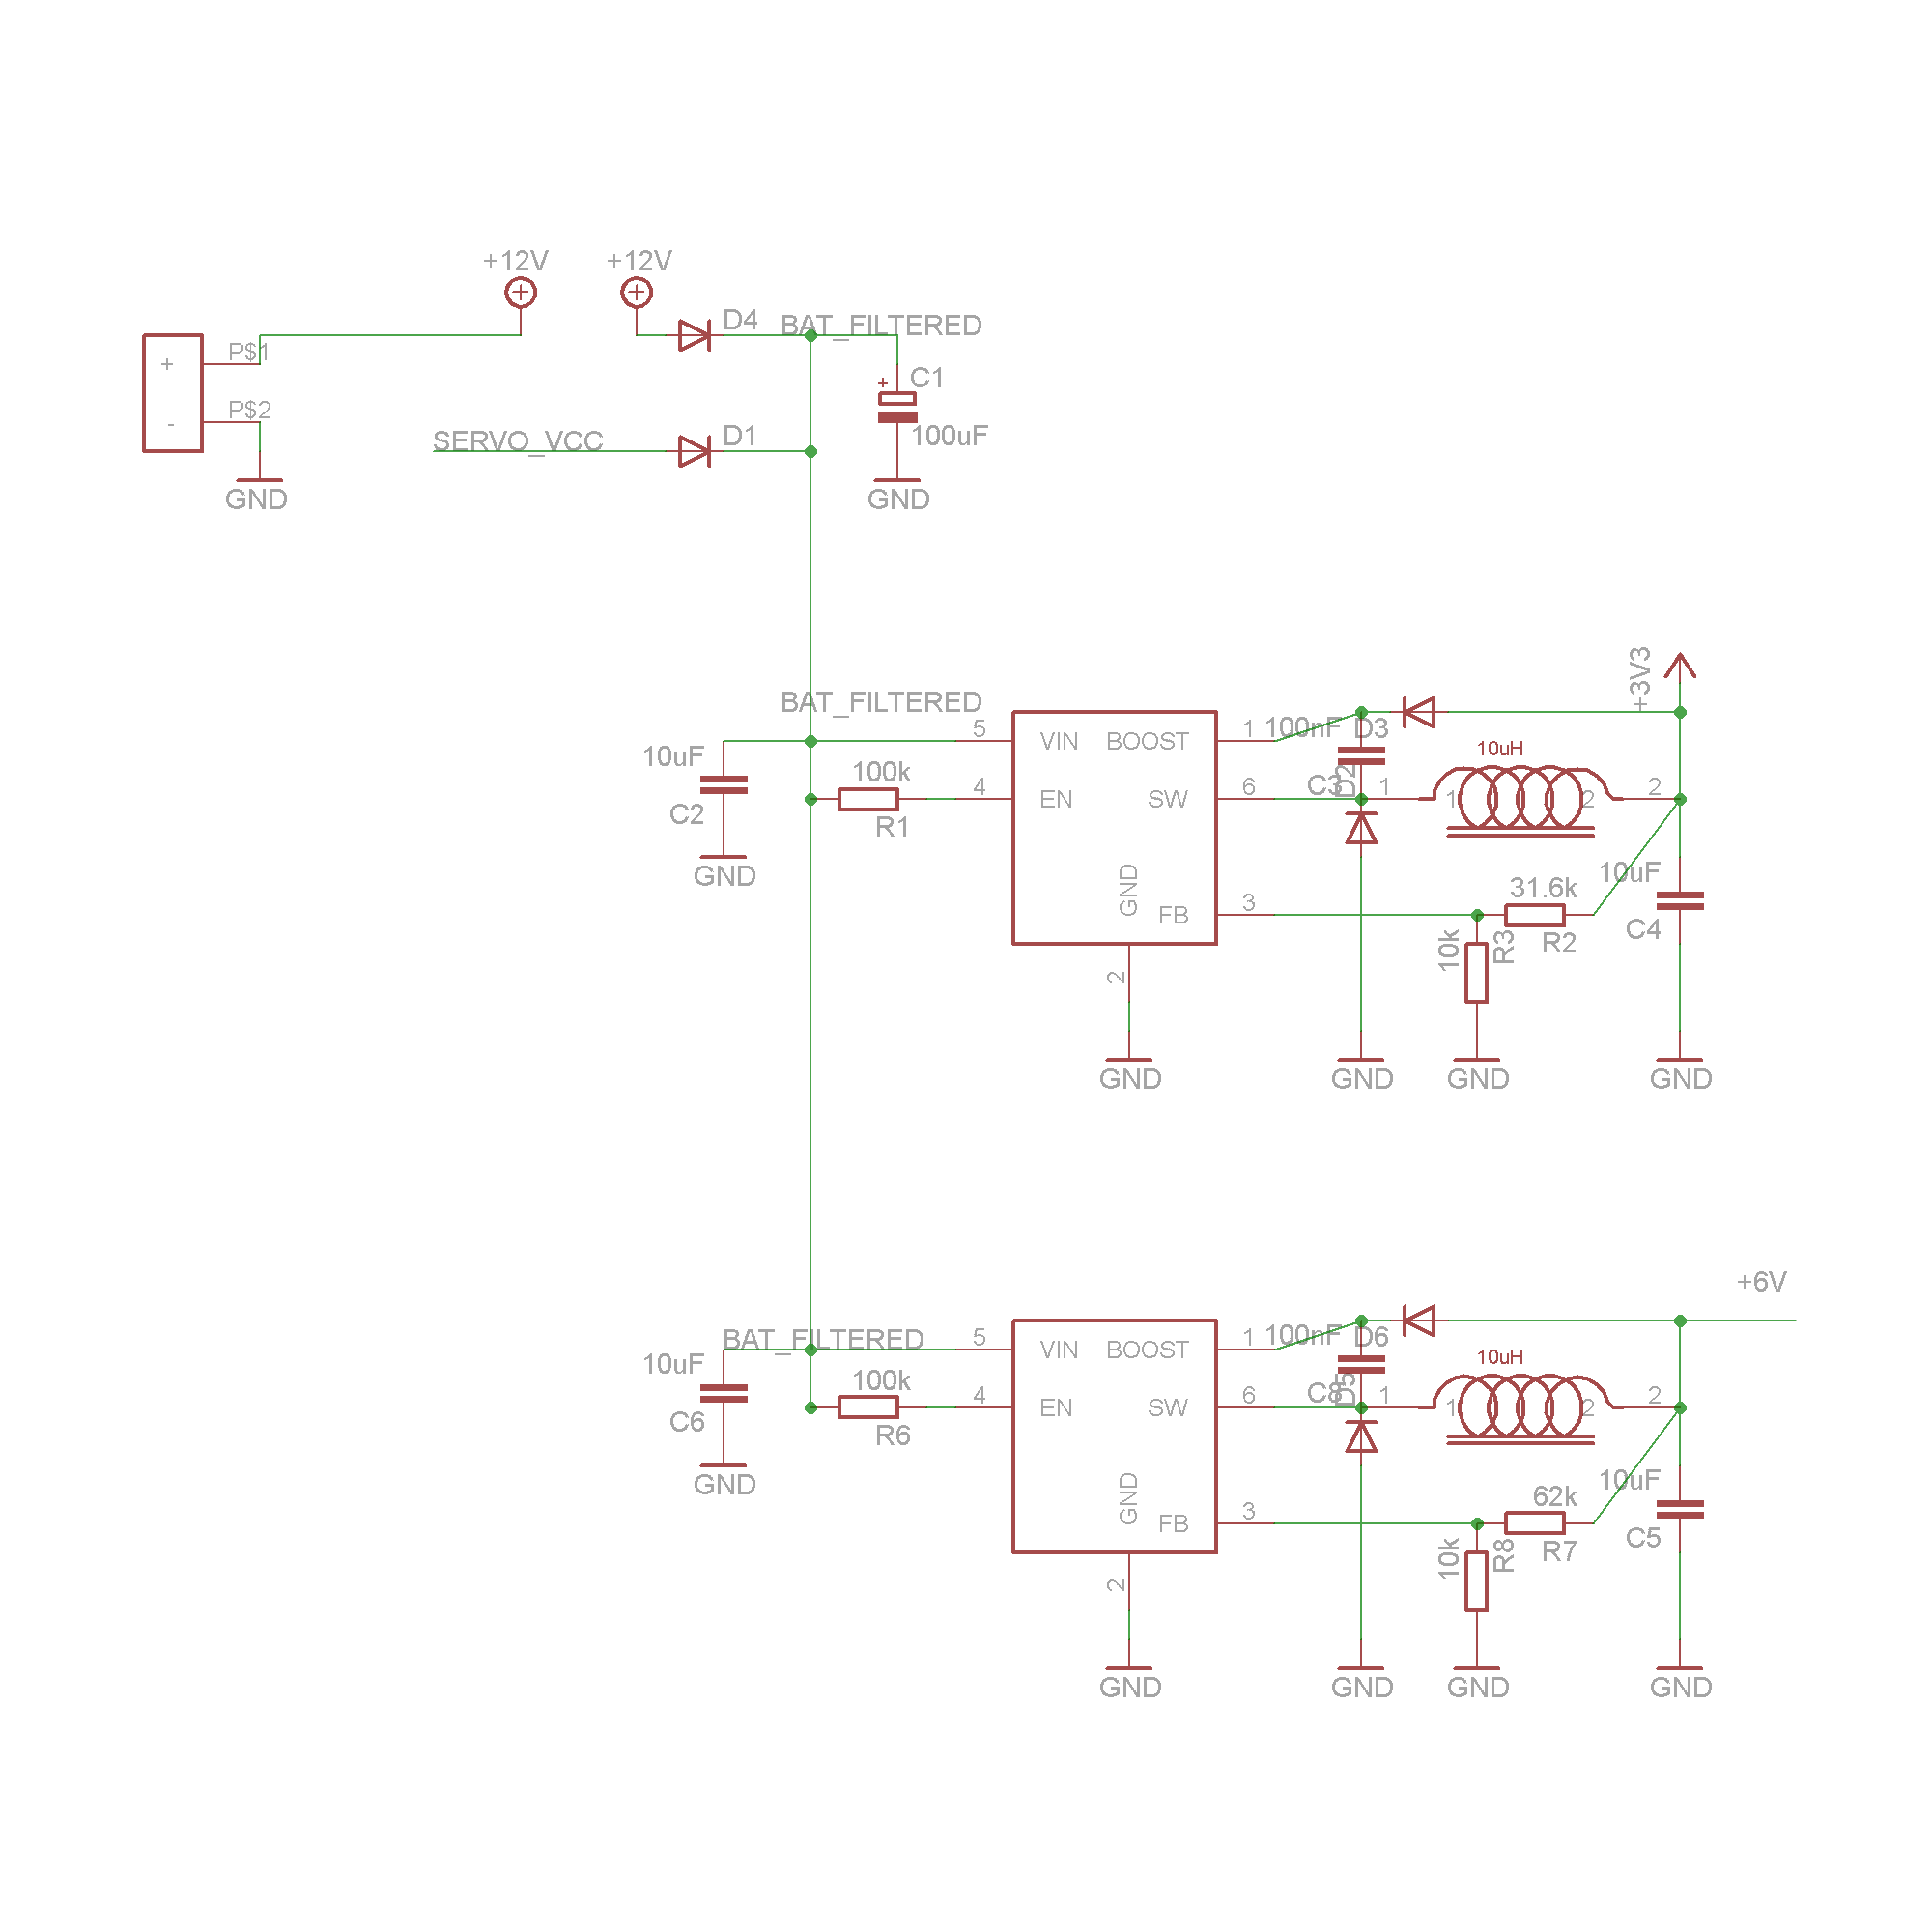 +12V
+12V
D4
BAT_FILTERED
+
P$1
C1
+
-
P$2
100uF
SERVO_VCC
D1
GND
GND
+3V3
BAT_FILTERED
5
VIN
BOOST
1
100nF
D3
10uH
10uF
C2
100k
4
EN
SW
6
C3
D2
1
1
2
2
R1
GND
GND
FB
3
31.6k
10uF
10k
R3
R2
C4
2
GND
GND
GND
GND
+6V
BAT_FILTERED
5
VIN
BOOST
1
100nF
D6
10uH
10uF
C6
100k
4
EN
SW
6
C8
D5
1
1
2
2
R6
GND
GND
FB
3
62k
10uF
10k
R8
R7
C5
2
GND
GND
GND
GND